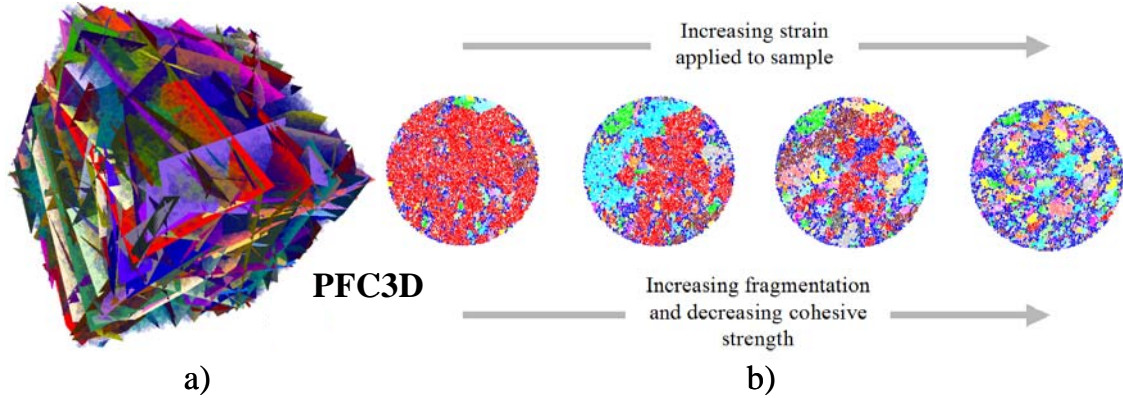 Increasing strain
applied to sample
PFC3D
Increasing fragmentation
and decreasing cohesive
strength
a)
b)